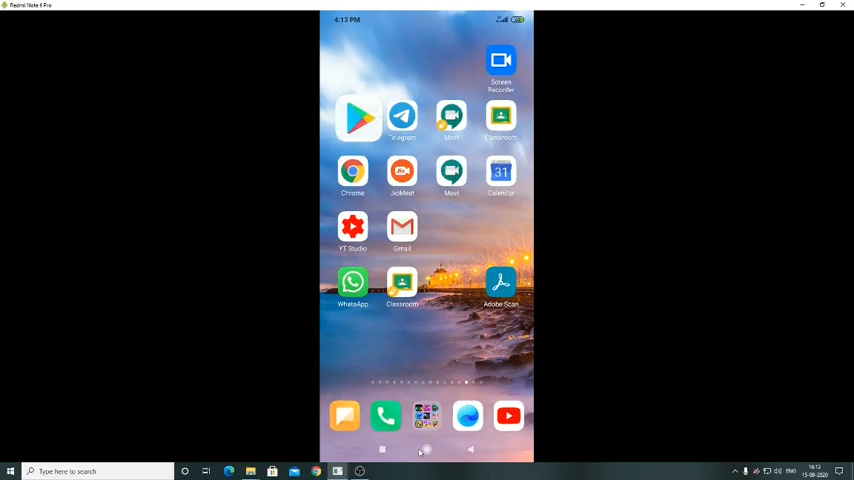 Redmi Note 6 Pro
4:13 PM
Screen
Recorder
Telegram
Meet
Classroom
Chrome
JioMeet
Meet
31
Calendar
YT Studio
Gmail
WhatsApp
Classroom
Adobe Scan
Type here to search
ENG
16:13
15-09-2020